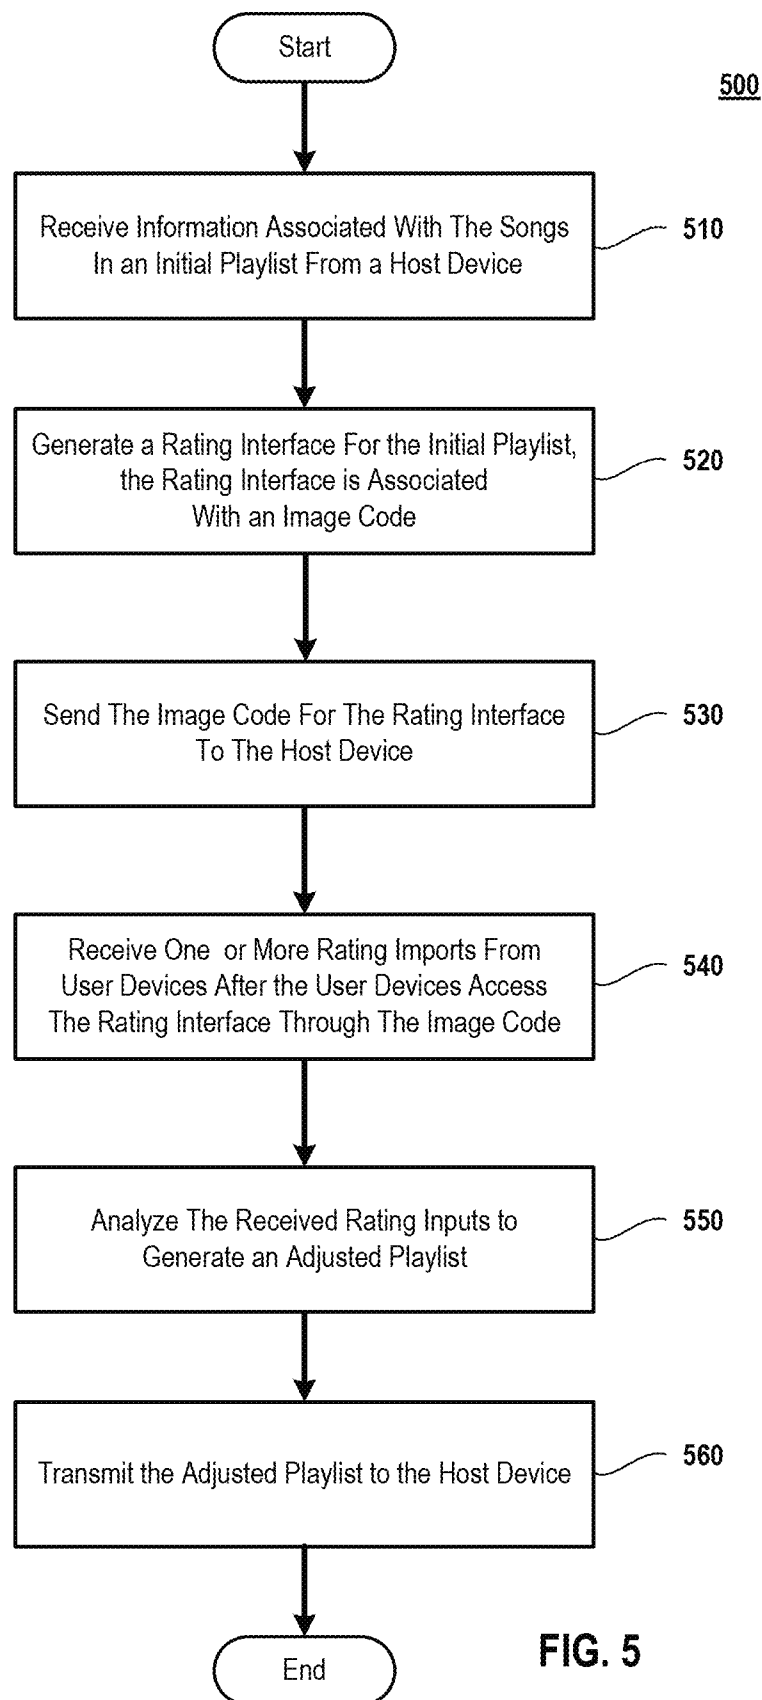 Start
500
Receive Information Associated With The Songs
In an Initial Playlist From a Host Device
510
Generate a Rating Interface For the Initial Playlist,
the Rating Interface is Associated
With an Image Code
520
Send The Image Code For The Rating Interface
To The Host Device
530
Receive One or More Rating Imports From
User Devices After the User Devices Access
The Rating Interface Through The Image Code
540
Analyze The Received Rating Inputs to
Generate an Adjusted Playlist
550
Transmit the Adjusted Playlist to the Host Device
560
End
FIG. 5